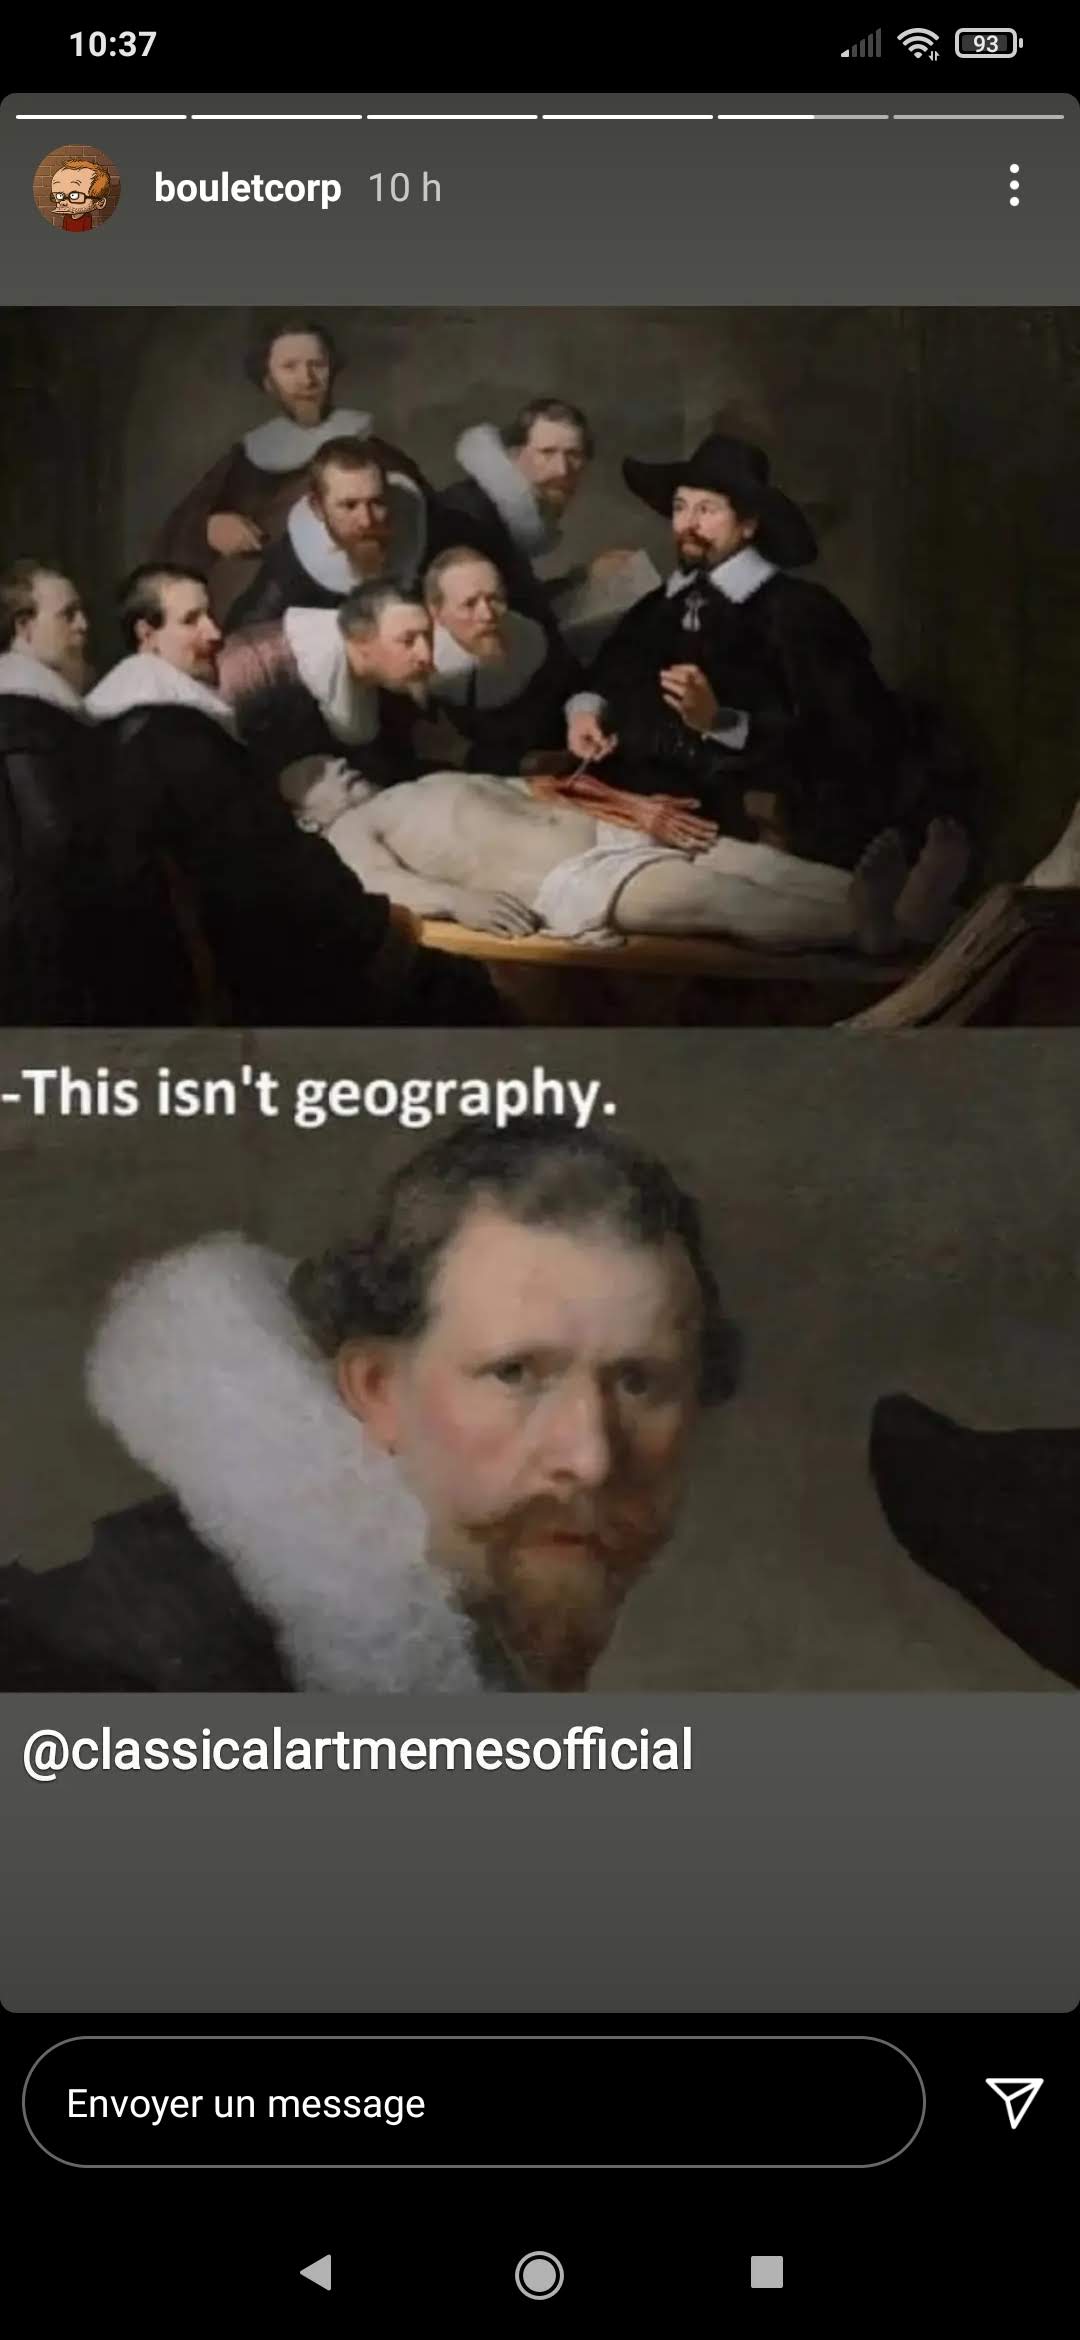 10:37
93
bouletcorp 10 h
-This isn't geography.
@classicalartmemesofficial
Envoyer un message